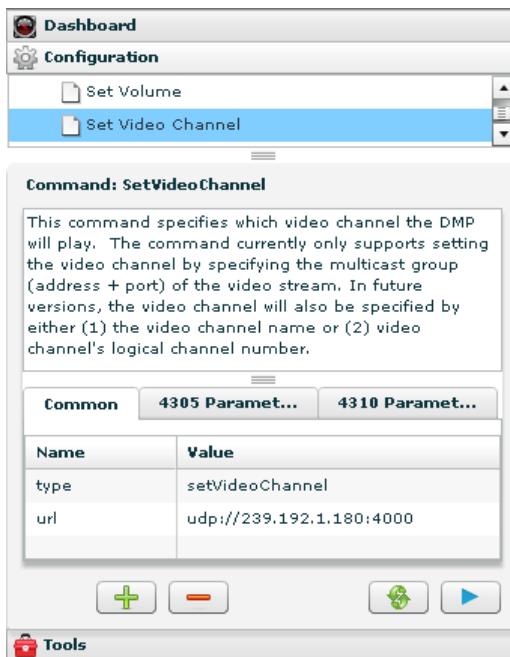 Dashboard
Configuration
Set Volume
Set Video Channel
Command: SetVideoChannel
This command specifies which video channel the DMP
will play. The command currently only supports setting
the video channel by specifying the multicast group
(address + port) of the video stream. In future
versions, the video channel will also be specified by
either (1) the video channel name or (2) video
channel's logical channel number.
Common 4305 Paramet... 4310 Paramet...
Name Value
type setVideoChannel
url udp://239.192.1.180:4000
Tools